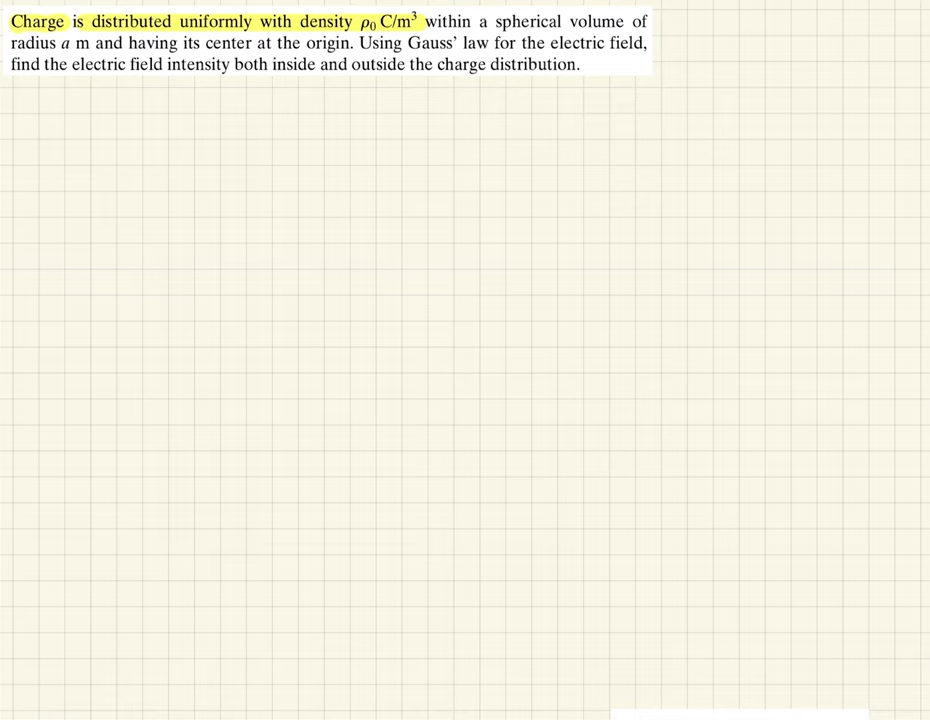 Charge is distributed uniformly with density ρ₀ C/m³ within a spherical volume of
radius a m and having its center at the origin. Using Gauss’ law for the electric field,
find the electric field intensity both inside and outside the charge distribution.